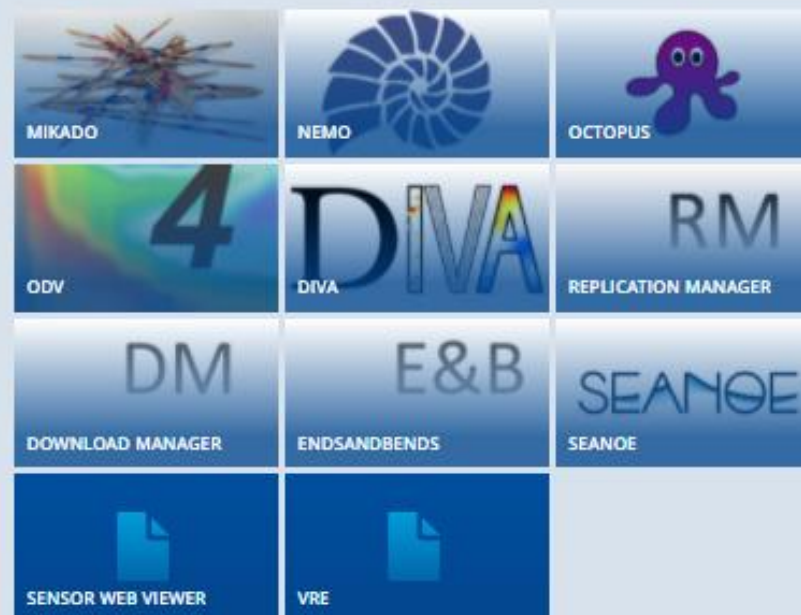 MIKADO
NEMO
OCTOPUS
4
ODV
DIVA
DIVA
RM
REPLICATION MANAGER
DM
DOWNLOAD MANAGER
E&B
ENDSANDBENDS
SEANOE
SEANOE
SENSOR WEB VIEWER
VRE